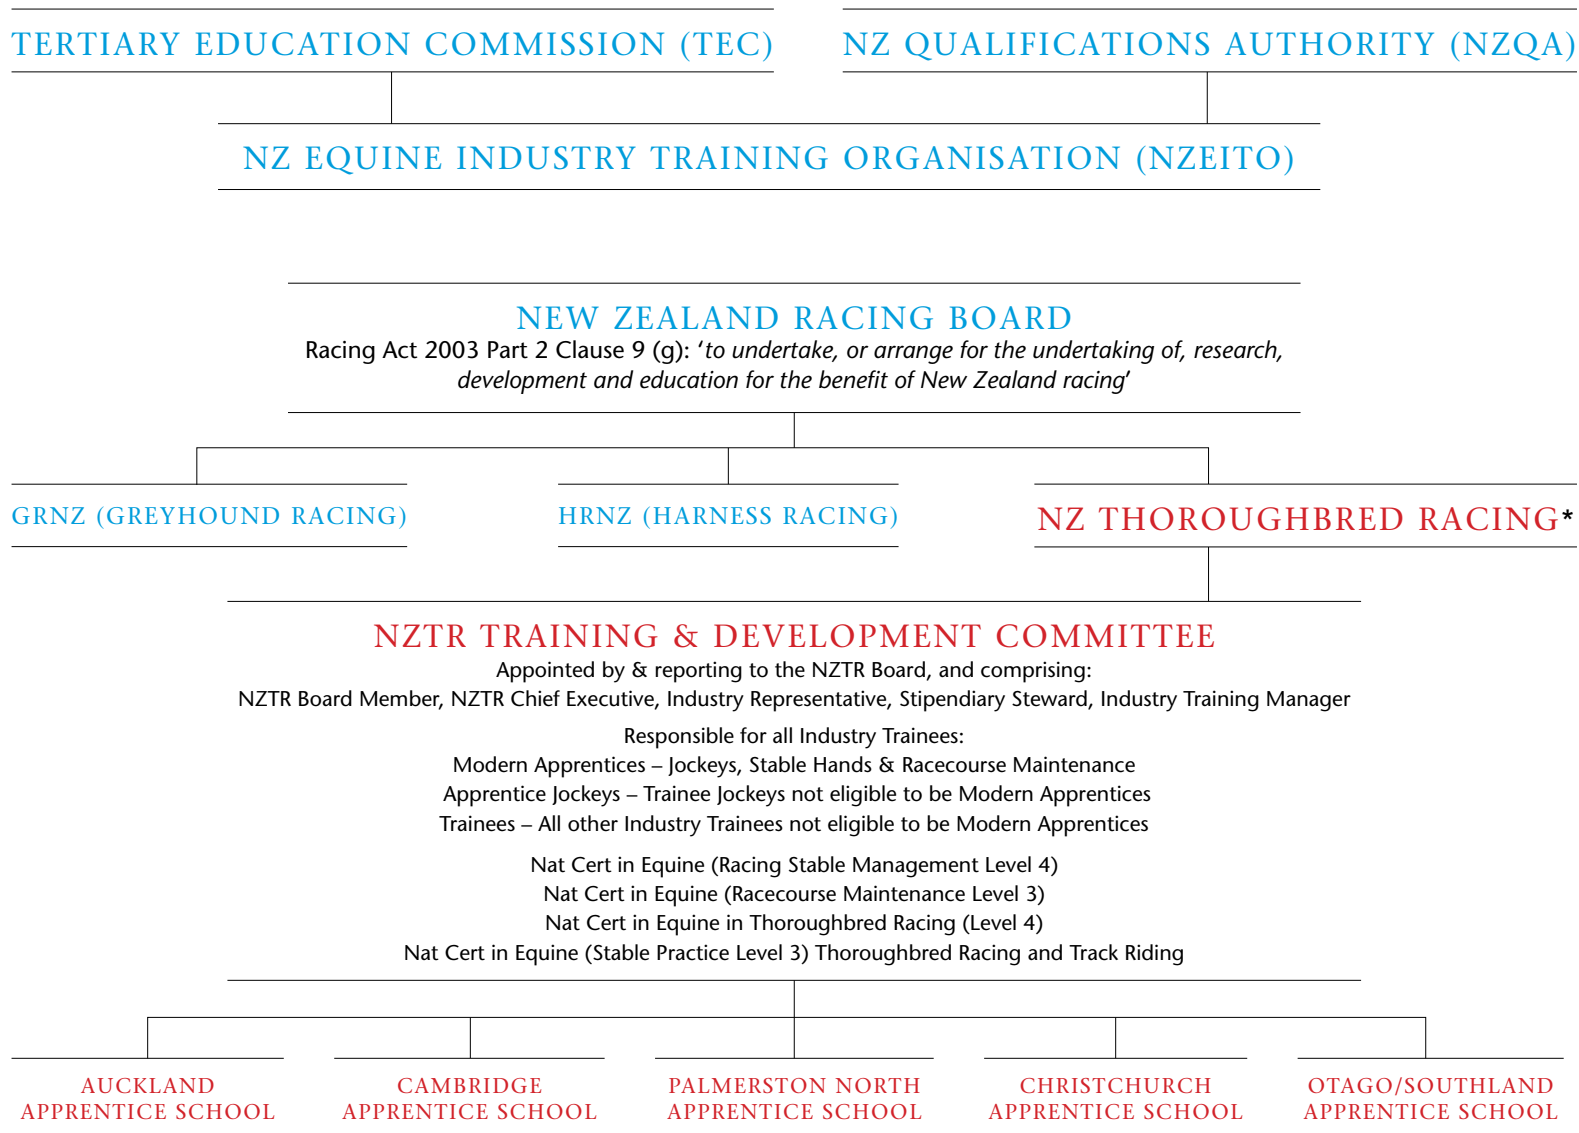 TERTIARY EDUCATION COMMISSION (TEC)
NZ QUALIFICATIONS AUTHORITY (NZQA)
NZ EQUINE INDUSTRY TRAINING ORGANISATION (NZEITO)
NEW ZEALAND RACING BOARD
Racing Act 2003 Part 2 Clause 9 (g): ‘to undertake, or arrange for the undertaking of, research,
development and education for the benefit of New Zealand racing’
GRNZ (GREYHOUND RACING)
HRNZ (HARNESS RACING)
NZ THOROUGHBRED RACING*
NZTR TRAINING & DEVELOPMENT COMMITTEE
Appointed by & reporting to the NZTR Board, and comprising:
NZTR Board Member, NZTR Chief Executive, Industry Representative, Stipendiary Steward, Industry Training Manager
Responsible for all Industry Trainees:
Modern Apprentices – Jockeys, Stable Hands & Racecourse Maintenance
Apprentice Jockeys – Trainee Jockeys not eligible to be Modern Apprentices
Trainees – All other Industry Trainees not eligible to be Modern Apprentices
Nat Cert in Equine (Racing Stable Management Level 4)
Nat Cert in Equine (Racecourse Maintenance Level 3)
Nat Cert in Equine in Thoroughbred Racing (Level 4)
Nat Cert in Equine (Stable Practice Level 3) Thoroughbred Racing and Track Riding
AUCKLAND
APPRENTICE SCHOOL
CAMBRIDGE
APPRENTICE SCHOOL
PALMERSTON NORTH
APPRENTICE SCHOOL
CHRISTCHURCH
APPRENTICE SCHOOL
OTAGO/SOUTHLAND
APPRENTICE SCHOOL